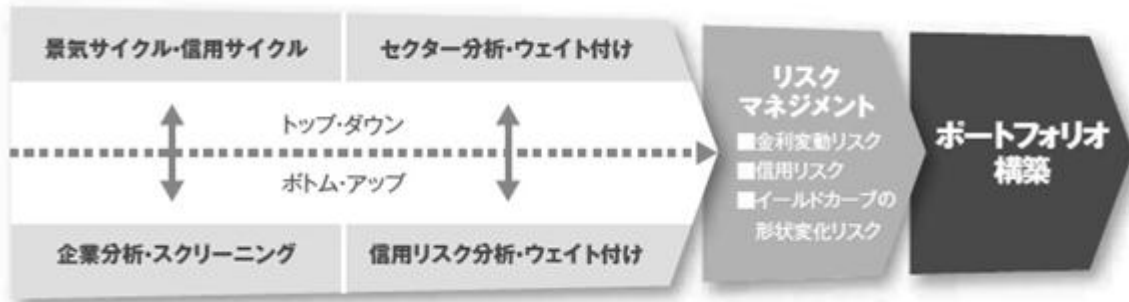 景気サイクル・信用サイクル
セクター分析・ウェイト付け
トップ・ダウン
ボトム・アップ
企業分析・スクリーニング
信用リスク分析・ウェイト付け
リスク
マネジメント
■金利変動リスク
■信用リスク
■イールドカーブの
形状変化リスク
ポートフォリオ
構築